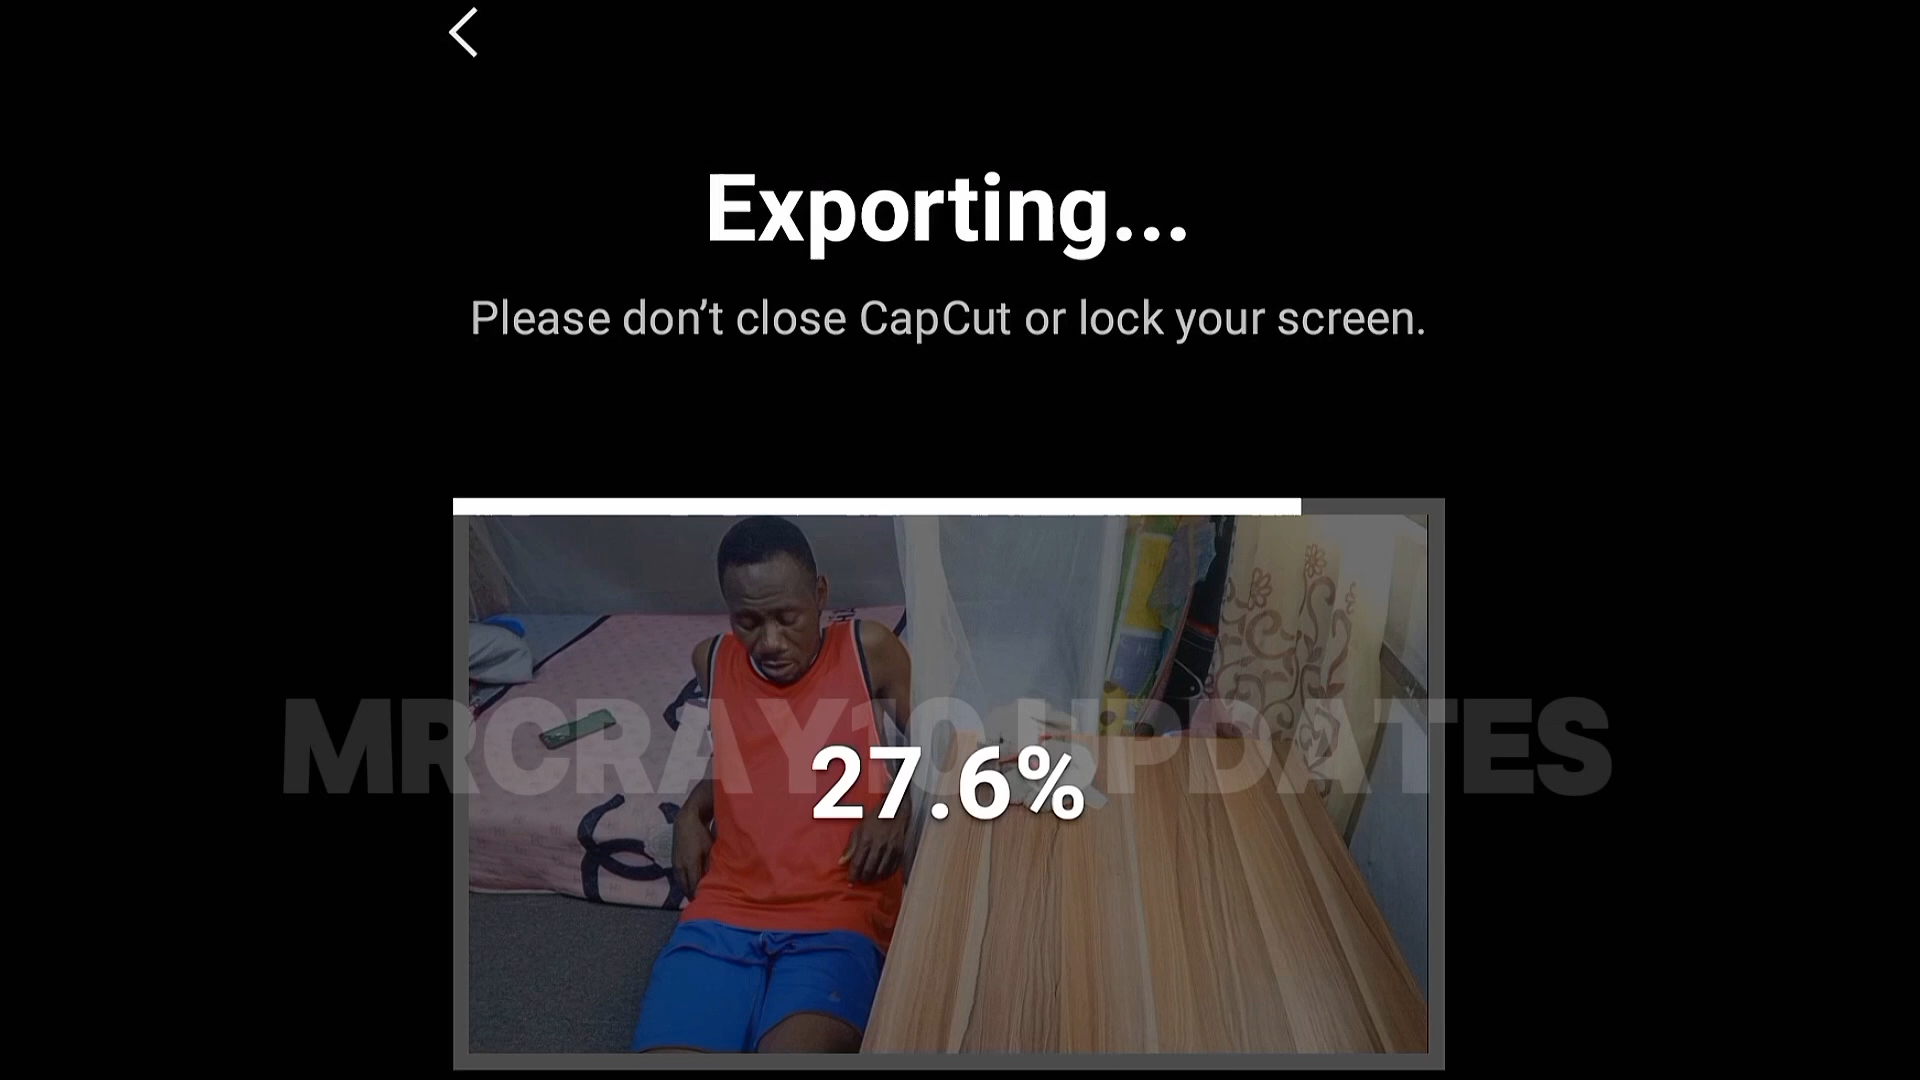 Exporting...
Please don’t close CapCut or lock your screen.
MRCRAY10 UPDATES
27.6%